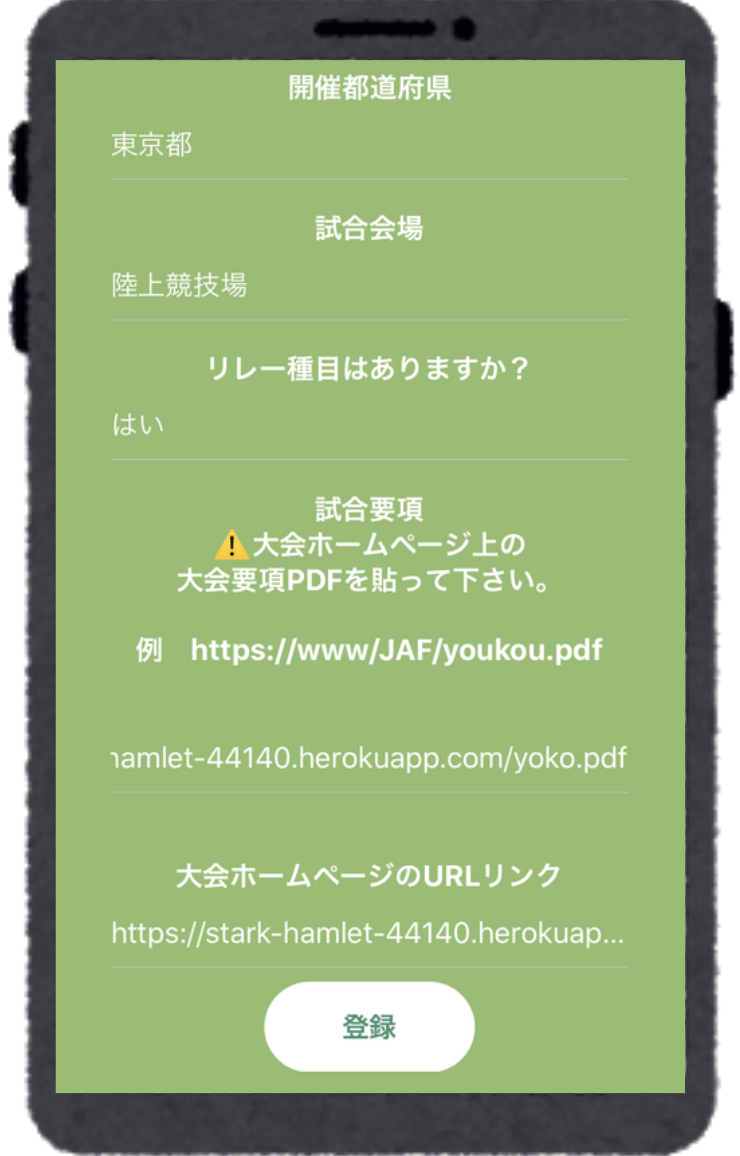 開催都道府県
東京都
試合会場
陸上競技場
リレー種目はありますか？
はい
試合要項
⚠️大会ホームページ上の
大会要項PDFを貼って下さい。
例　https://www/JAF/youkou.pdf
hamlet-44140.herokuapp.com/yoko.pdf
大会ホームページのURLリンク
https://stark-hamlet-44140.herokuap...
登録